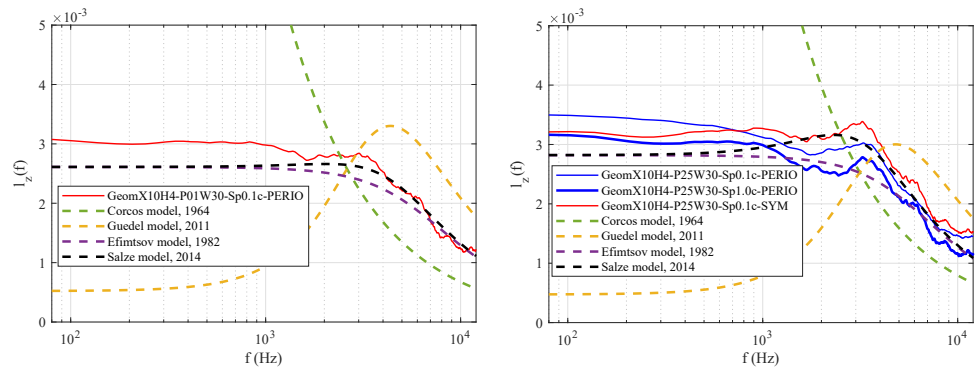 ×10⁻³
5
4
3
2
1
0
l_z(f)
10²
10³
10⁴
f (Hz)
GeomX10H4-P01W30-Sp0.1c-PERIO
Corcos model, 1964
Guedel model, 2011
Efimtsov model, 1982
Salze model, 2014
×10⁻³
5
4
3
2
1
0
l_z(f)
10²
10³
10⁴
f (Hz)
GeomX10H4-P25W30-Sp0.1c-PERIO
GeomX10H4-P25W30-Sp1.0c-PERIO
GeomX10H4-P25W30-Sp0.1c-SYM
Corcos model, 1964
Guedel model, 2011
Efimtsov model, 1982
Salze model, 2014